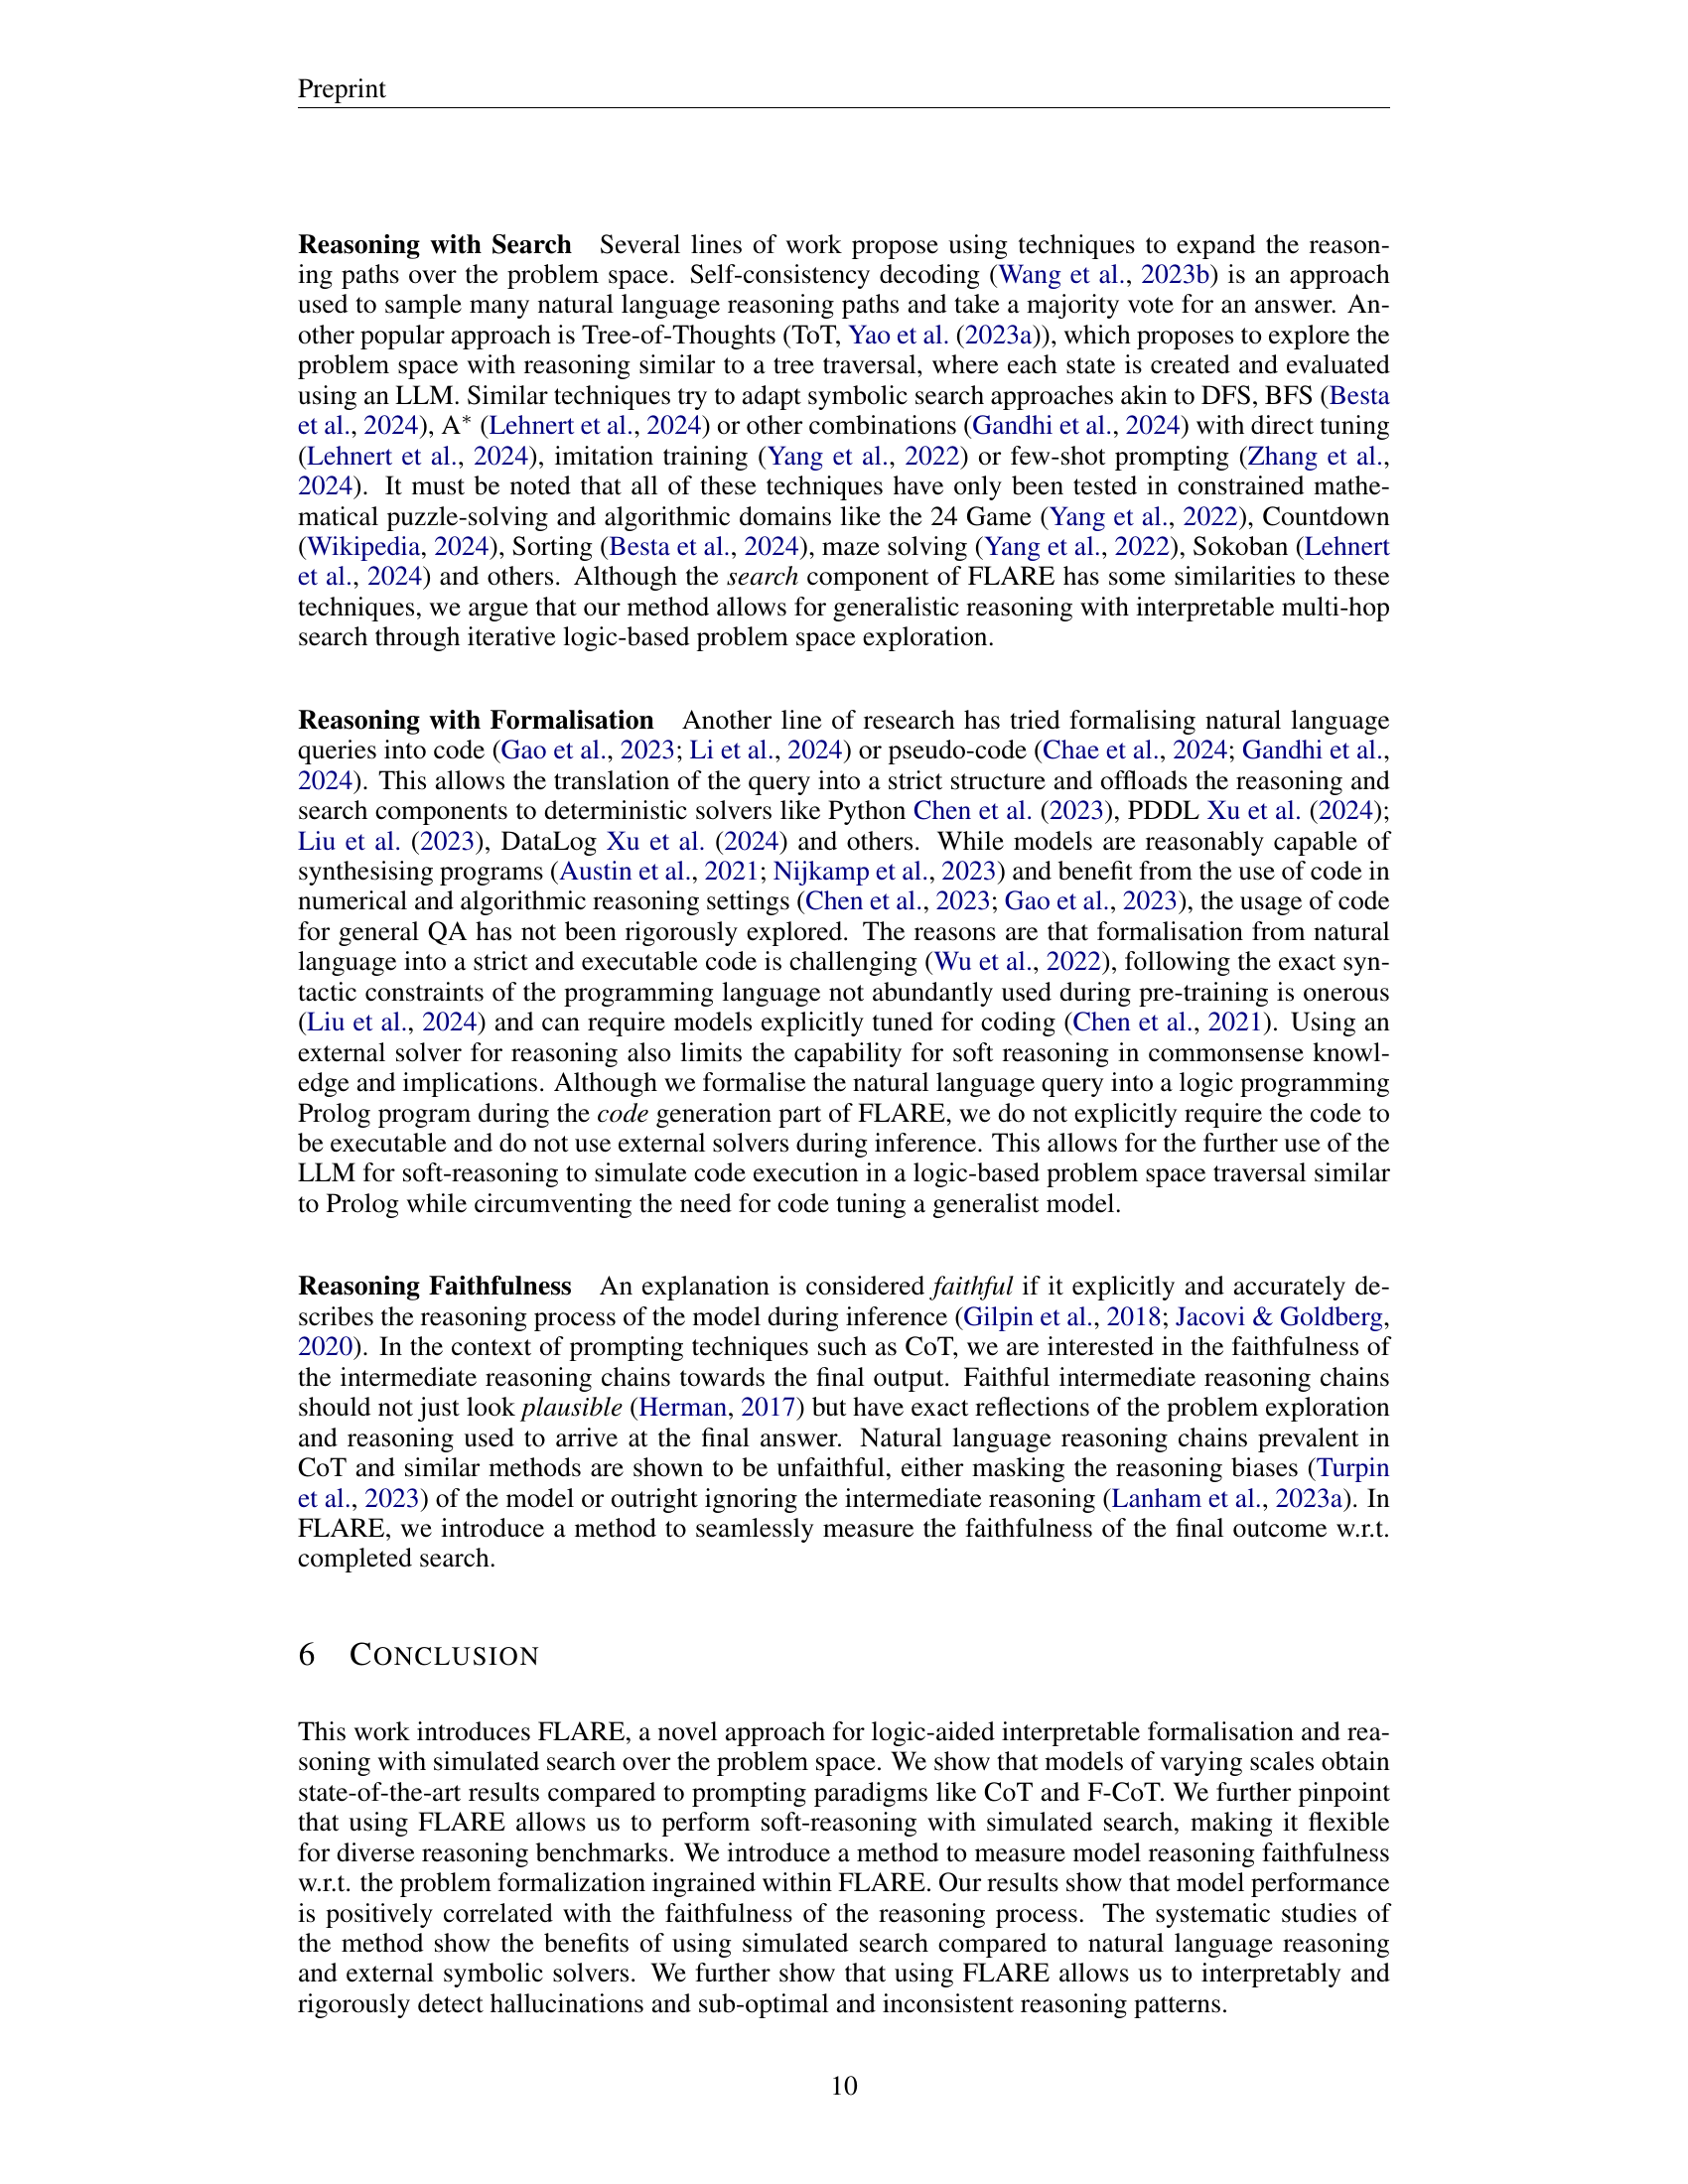 Preprint
Reasoning with Search Several lines of work propose using techniques to expand the reason-
ing paths over the problem space. Self-consistency decoding (Wang et al., 2023b) is an approach
used to sample many natural language reasoning paths and take a majority vote for an answer. An-
other popular approach is Tree-of-Thoughts (ToT, Yao et al. (2023a)), which proposes to explore the
problem space with reasoning similar to a tree traversal, where each state is created and evaluated
using an LLM. Similar techniques try to adapt symbolic search approaches akin to DFS, BFS (Besta
et al., 2024), A* (Lehnert et al., 2024) or other combinations (Gandhi et al., 2024) with direct tuning
(Lehnert et al., 2024), imitation training (Yang et al., 2022) or few-shot prompting (Zhang et al.,
2024). It must be noted that all of these techniques have only been tested in constrained mathe-
matical puzzle-solving and algorithmic domains like the 24 Game (Yang et al., 2022), Countdown
(Wikipedia, 2024), Sorting (Besta et al., 2024), maze solving (Yang et al., 2022), Sokoban (Lehnert
et al., 2024) and others. Although the search component of FLARE has some similarities to these
techniques, we argue that our method allows for generalistic reasoning with interpretable multi-hop
search through iterative logic-based problem space exploration.
Reasoning with Formalisation Another line of research has tried formalising natural language
queries into code (Gao et al., 2023; Li et al., 2024) or pseudo-code (Chae et al., 2024; Gandhi et al.,
2024). This allows the translation of the query into a strict structure and offloads the reasoning and
search components to deterministic solvers like Python Chen et al. (2023), PDDL Xu et al. (2024);
Liu et al. (2023), DataLog Xu et al. (2024) and others. While models are reasonably capable of
synthesising programs (Austin et al., 2021; Nijkamp et al., 2023) and benefit from the use of code in
numerical and algorithmic reasoning settings (Chen et al., 2023; Gao et al., 2023), the usage of code
for general QA has not been rigorously explored. The reasons are that formalisation from natural
language into a strict and executable code is challenging (Wu et al., 2022), following the exact syn-
tactic constraints of the programming language not abundantly used during pre-training is onerous
(Liu et al., 2024) and can require models explicitly tuned for coding (Chen et al., 2021). Using an
external solver for reasoning also limits the capability for soft reasoning in commonsense knowl-
edge and implications. Although we formalise the natural language query into a logic programming
Prolog program during the code generation part of FLARE, we do not explicitly require the code to
be executable and do not use external solvers during inference. This allows for the further use of the
LLM for soft-reasoning to simulate code execution in a logic-based problem space traversal similar
to Prolog while circumventing the need for code tuning a generalist model.
Reasoning Faithfulness An explanation is considered faithful if it explicitly and accurately de-
scribes the reasoning process of the model during inference (Gilpin et al., 2018; Jacovi & Goldberg,
2020). In the context of prompting techniques such as CoT, we are interested in the faithfulness of
the intermediate reasoning chains towards the final output. Faithful intermediate reasoning chains
should not just look plausible (Herman, 2017) but have exact reflections of the problem exploration
and reasoning used to arrive at the final answer. Natural language reasoning chains prevalent in
CoT and similar methods are shown to be unfaithful, either masking the reasoning biases (Turpin
et al., 2023) of the model or outright ignoring the intermediate reasoning (Lanham et al., 2023a). In
FLARE, we introduce a method to seamlessly measure the faithfulness of the final outcome w.r.t.
completed search.
6 CONCLUSION
This work introduces FLARE, a novel approach for logic-aided interpretable formalisation and rea-
soning with simulated search over the problem space. We show that models of varying scales obtain
state-of-the-art results compared to prompting paradigms like CoT and F-CoT. We further pinpoint
that using FLARE allows us to perform soft-reasoning with simulated search, making it flexible
for diverse reasoning benchmarks. We introduce a method to measure model reasoning faithfulness
w.r.t. the problem formalization ingrained within FLARE. Our results show that model performance
is positively correlated with the faithfulness of the reasoning process. The systematic studies of
the method show the benefits of using simulated search compared to natural language reasoning
and external symbolic solvers. We further show that using FLARE allows us to interpretably and
rigorously detect hallucinations and sub-optimal and inconsistent reasoning patterns.
10